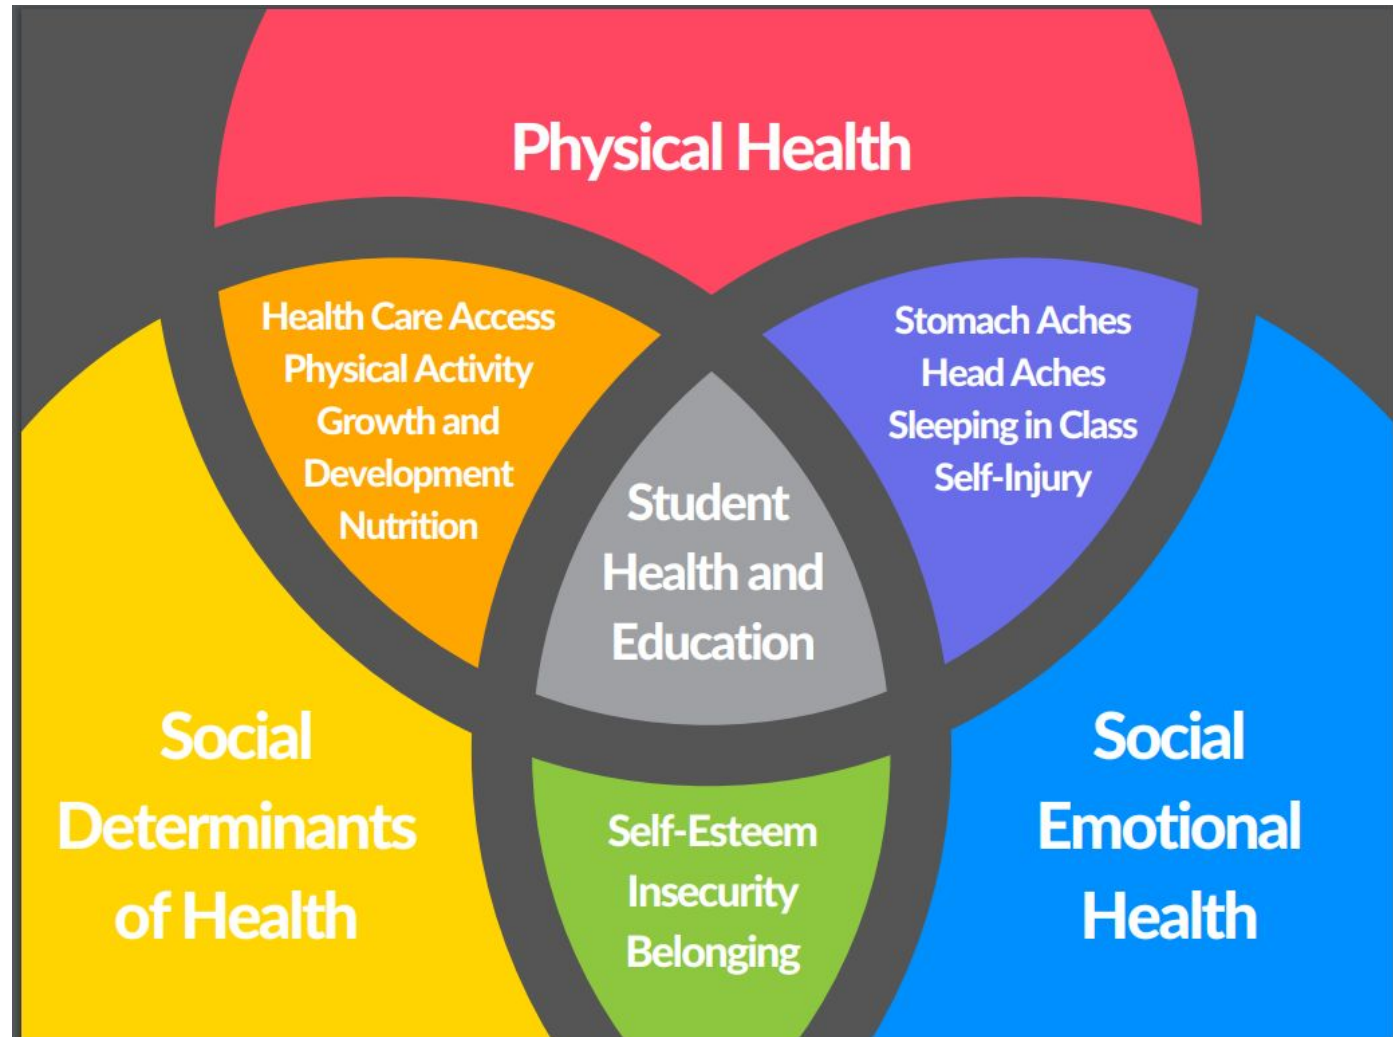 Physical Health
Health Care Access
Physical Activity
Growth and
Development
Nutrition
Stomach Aches
Head Aches
Sleeping in Class
Self-Injury
Student
Health and
Education
Social
Determinants
of Health
Social
Emotional
Health
Self-Esteem
Insecurity
Belonging